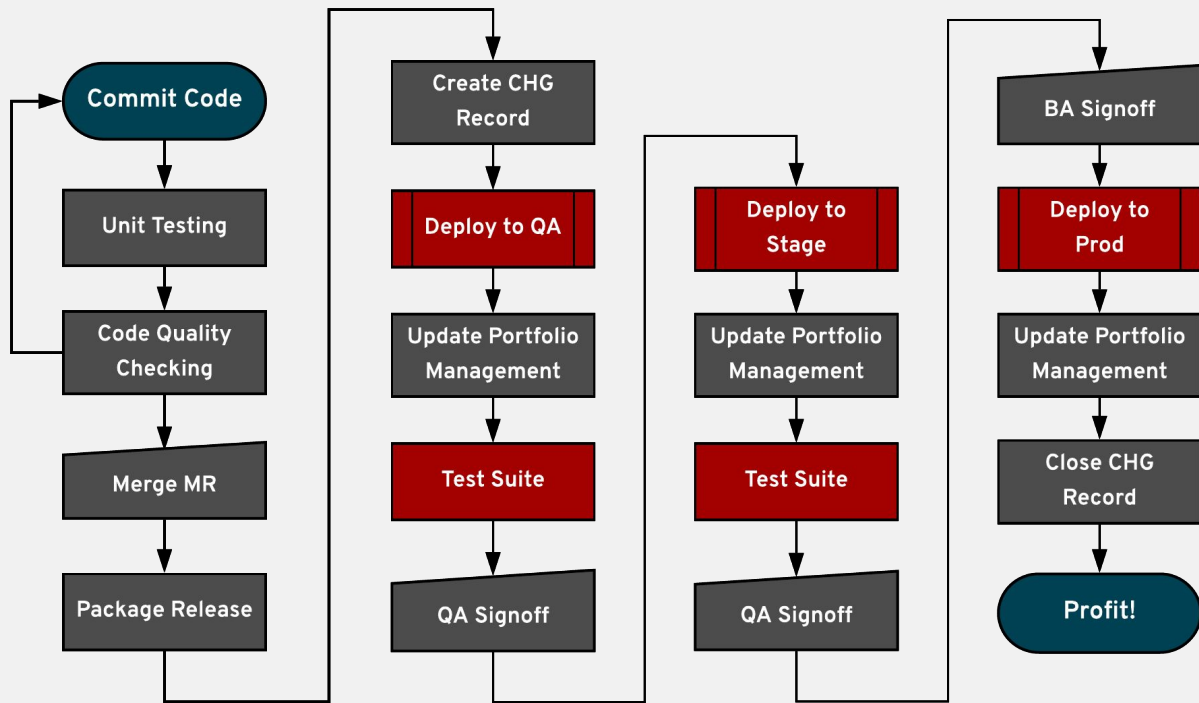 Commit Code
Unit Testing
Code Quality
Checking
Merge MR
Package Release
Create CHG
Record
Deploy to QA
Update Portfolio
Management
Test Suite
QA Signoff
Deploy to
Stage
Update Portfolio
Management
Test Suite
QA Signoff
BA Signoff
Deploy to
Prod
Update Portfolio
Management
Close CHG
Record
Profit!